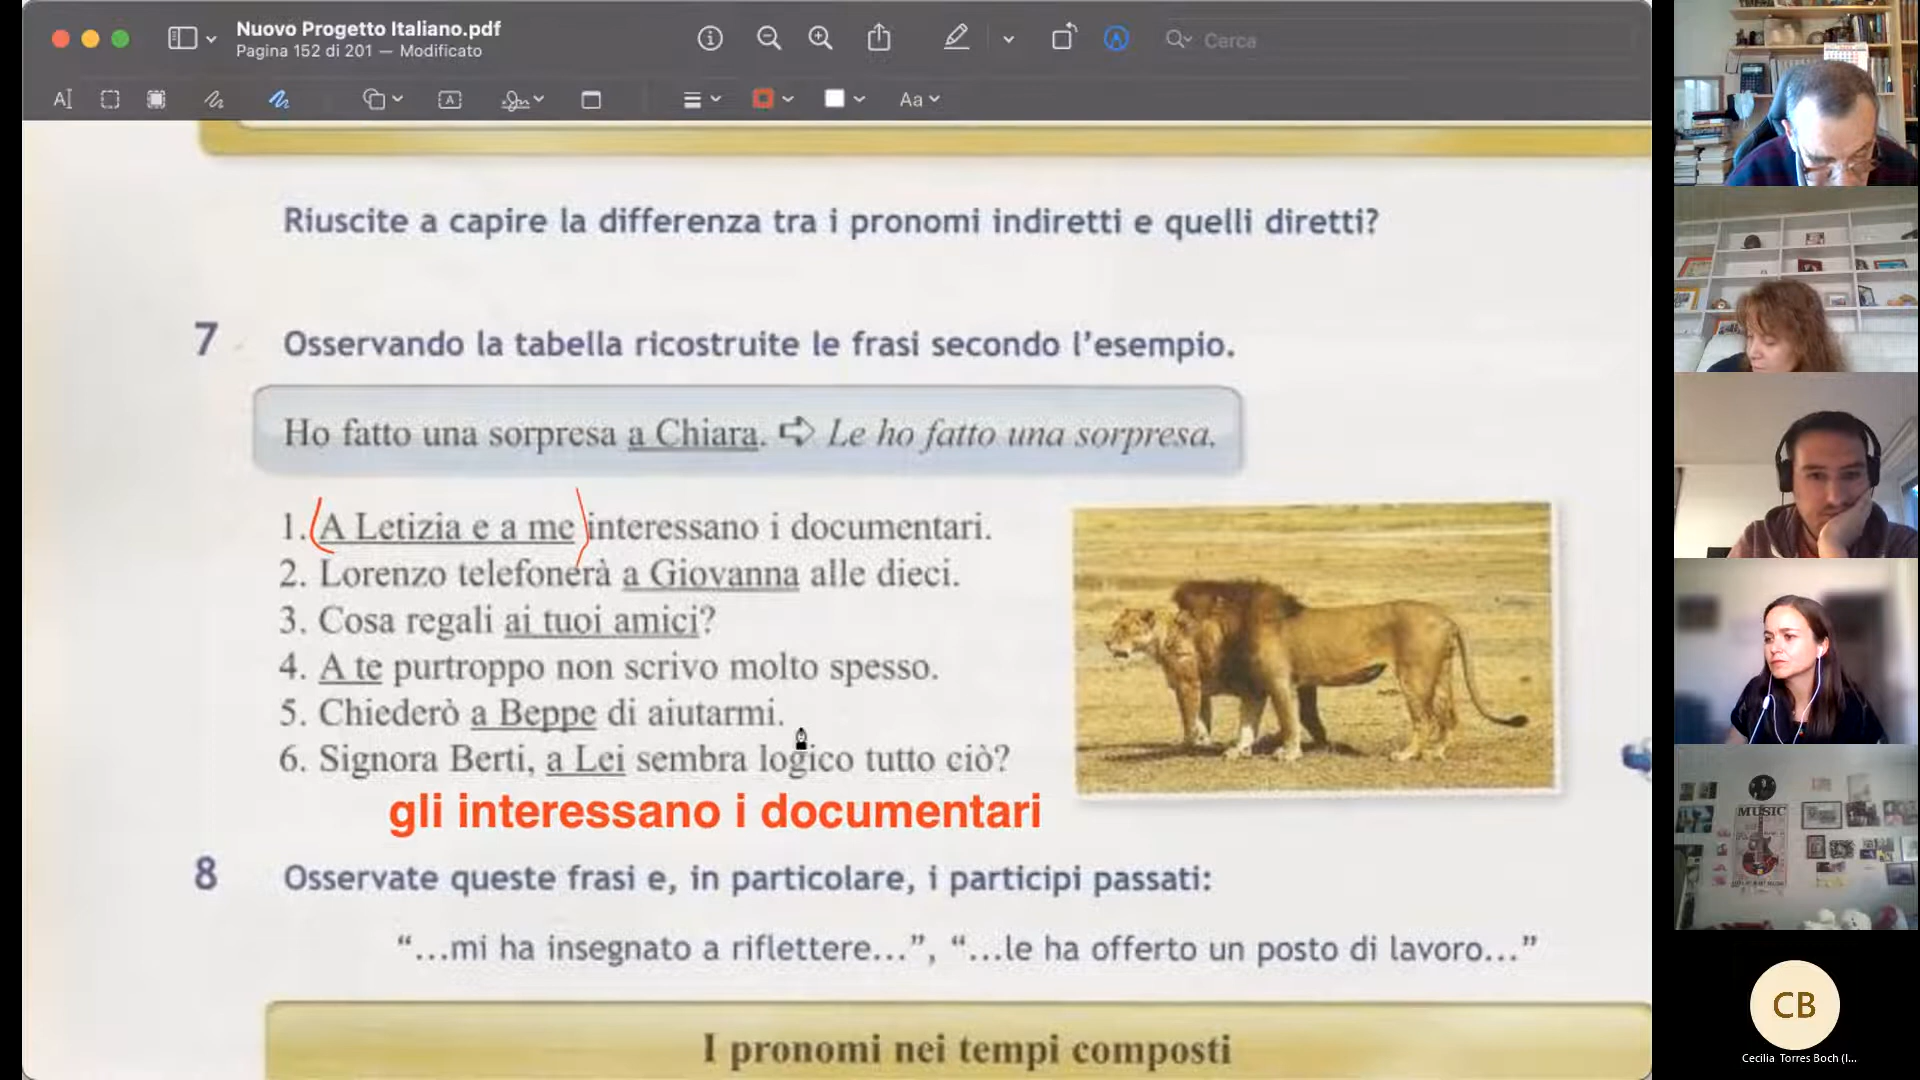 Nuovo Progetto Italiano.pdf
Pagina 152 di 201 — Modificato
Cerca
Aa
Riuscite a capire la differenza tra i pronomi indiretti e quelli diretti?
7 Osservando la tabella ricostruite le frasi secondo l'esempio.
Ho fatto una sorpresa a Chiara. ➪ Le ho fatto una sorpresa.
1. A Letizia e a me interessano i documentari.
2. Lorenzo telefonerà a Giovanna alle dieci.
3. Cosa regali ai tuoi amici?
4. A te purtroppo non scrivo molto spesso.
5. Chiederò a Beppe di aiutarmi.
6. Signora Berti, a Lei sembra logico tutto ciò?
gli interessano i documentari
8 Osservate queste frasi e, in particolare, i participi passati:
“...mi ha insegnato a riflettere...”, “...le ha offerto un posto di lavoro...”
I pronomi nei tempi composti
MUSIC
CB
Cecilia Torres Boch (I...